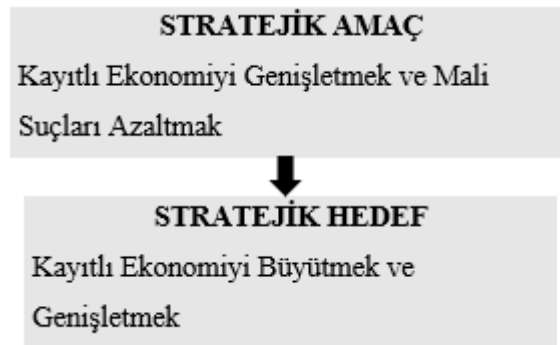 STRATEJİK AMAÇ
Kayıtlı Ekonomiyi Genişletmek ve Mali
Suçları Azaltmak
STRATEJİK HEDEF
Kayıtlı Ekonomiyi Büyütmek ve
Genişletmek